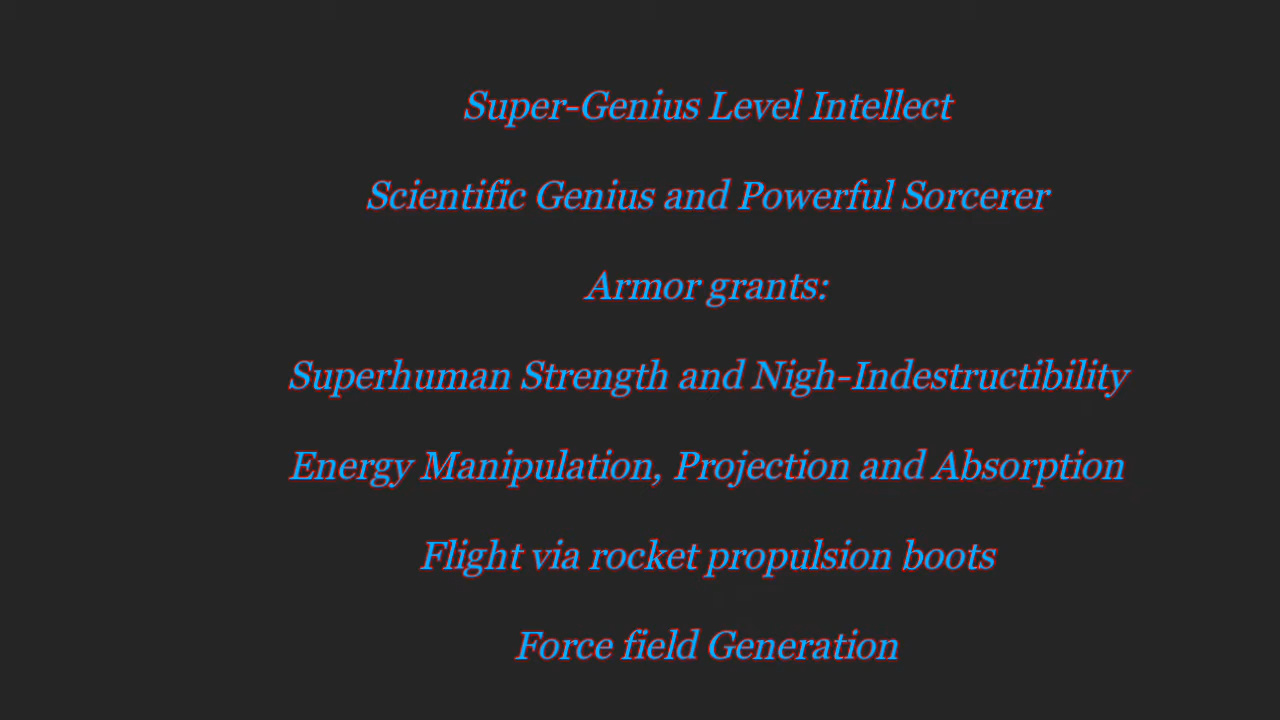 Super-Genius Level Intellect
Scientific Genius and Powerful Sorcerer
Armor grants:
Superhuman Strength and Nigh-Indestructibility
Energy Manipulation, Projection and Absorption
Flight via rocket propulsion boots
Force field Generation